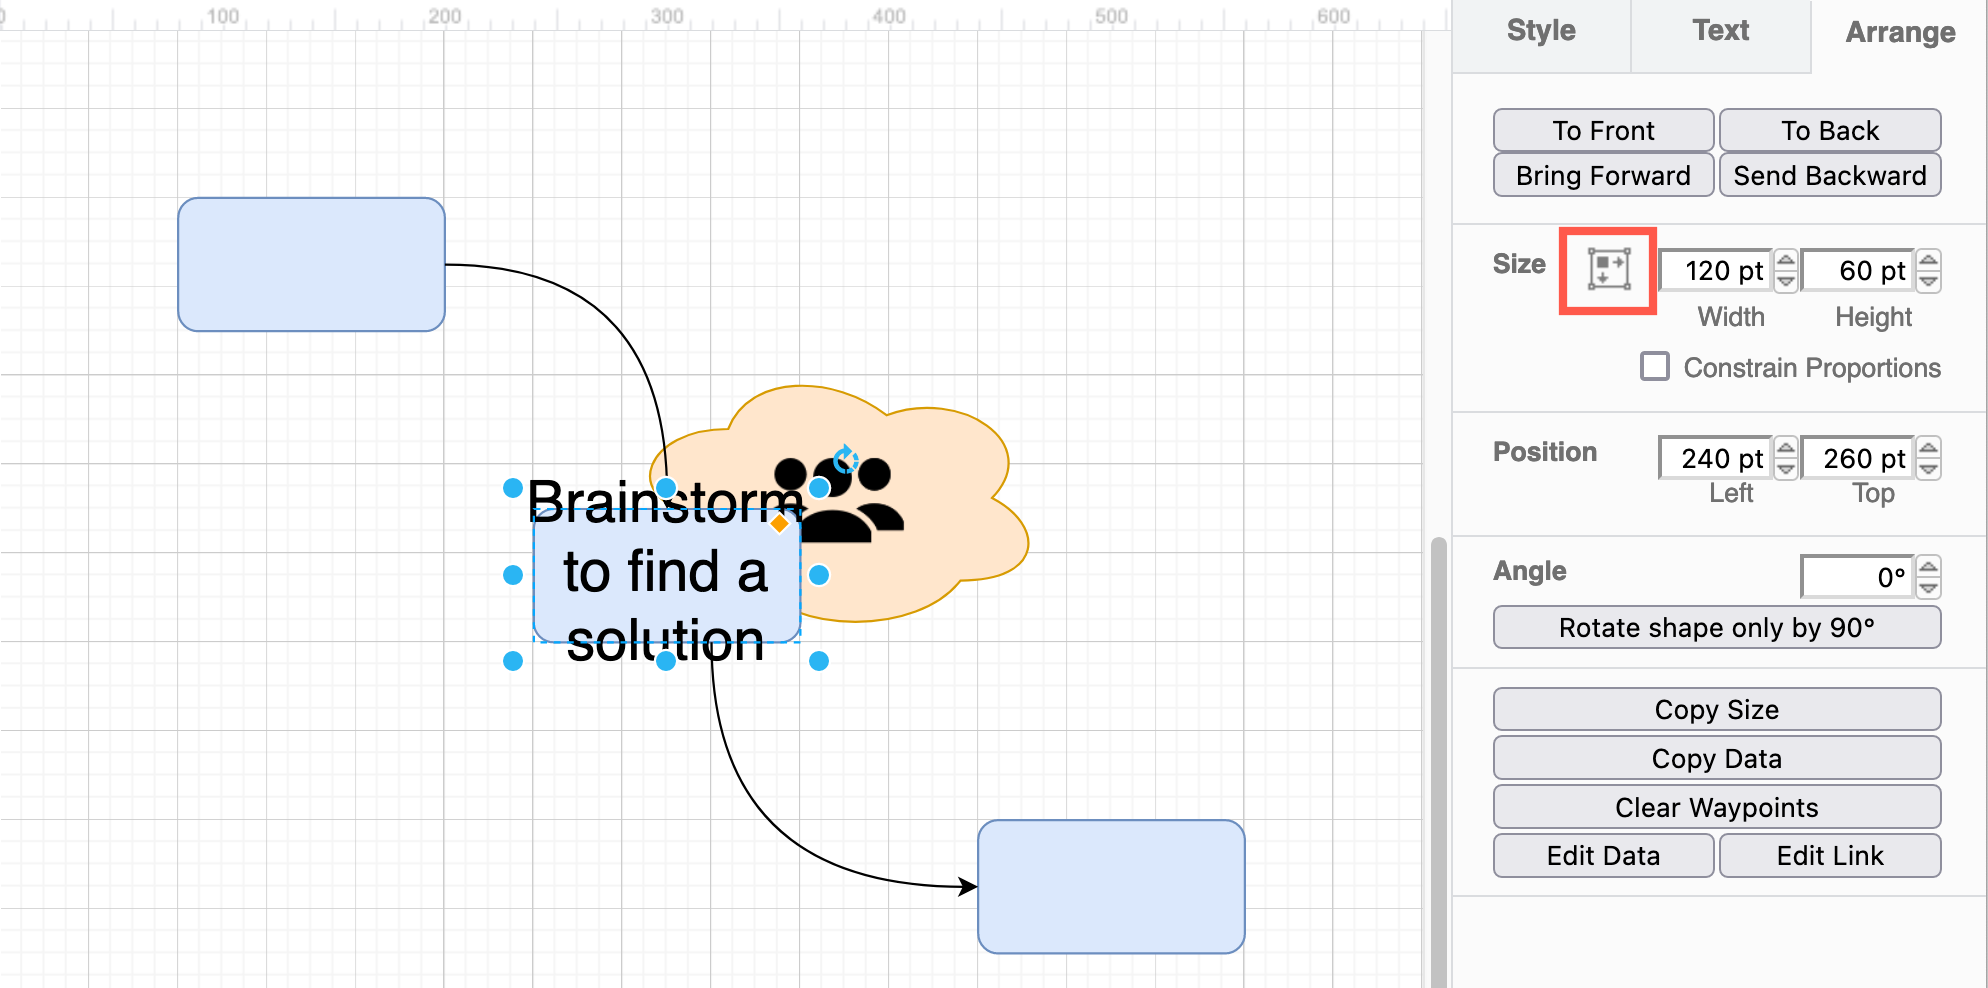 0 100 200 300 400 500 600
Style Text Arrange
To Front To Back
Bring Forward Send Backward
Size 120 pt 60 pt
Width Height
Constrain Proportions
Position 240 pt 260 pt
Left Top
Angle 0°
Rotate shape only by 90°
Copy Size
Copy Data
Clear Waypoints
Edit Data Edit Link
Brainstorm
to find a
solution